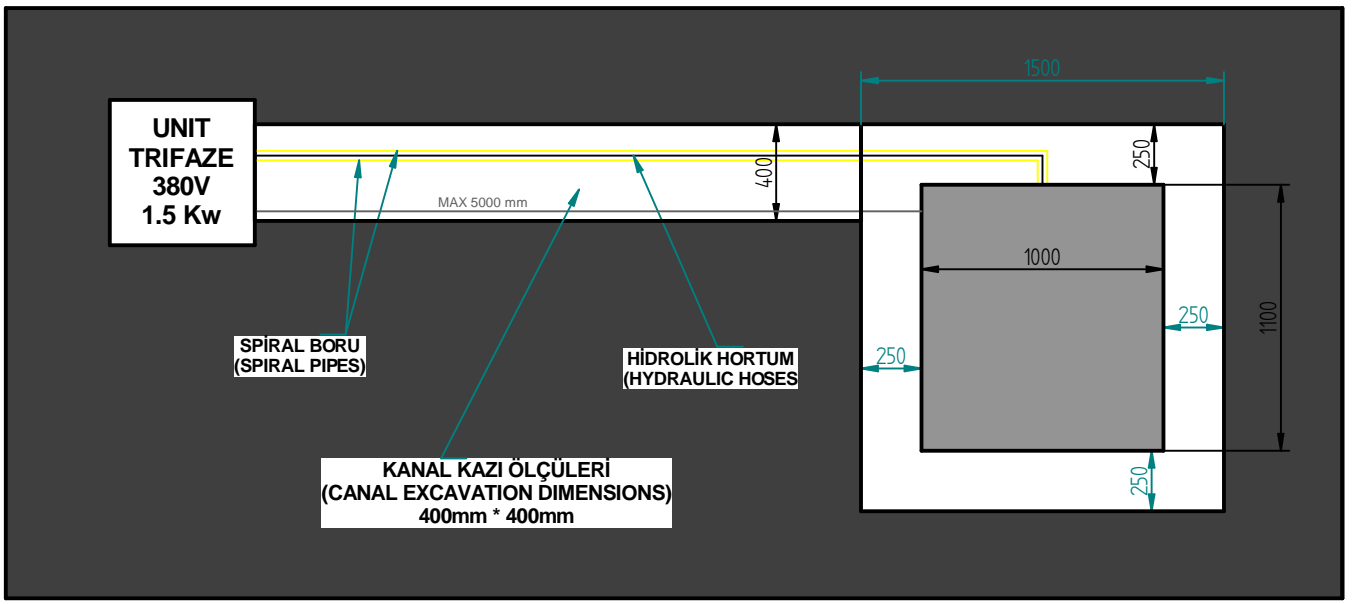 1500
UNIT
TRIFAZE
380V
1.5 Kw
400
250
MAX 5000 mm
1000
1100
250
250
SPİRAL BORU
(SPIRAL PIPES)
HİDROLİK HORTUM
(HYDRAULIC HOSES
KANAL KAZI ÖLÇÜLERİ
(CANAL EXCAVATION DIMENSIONS)
400mm * 400mm
250